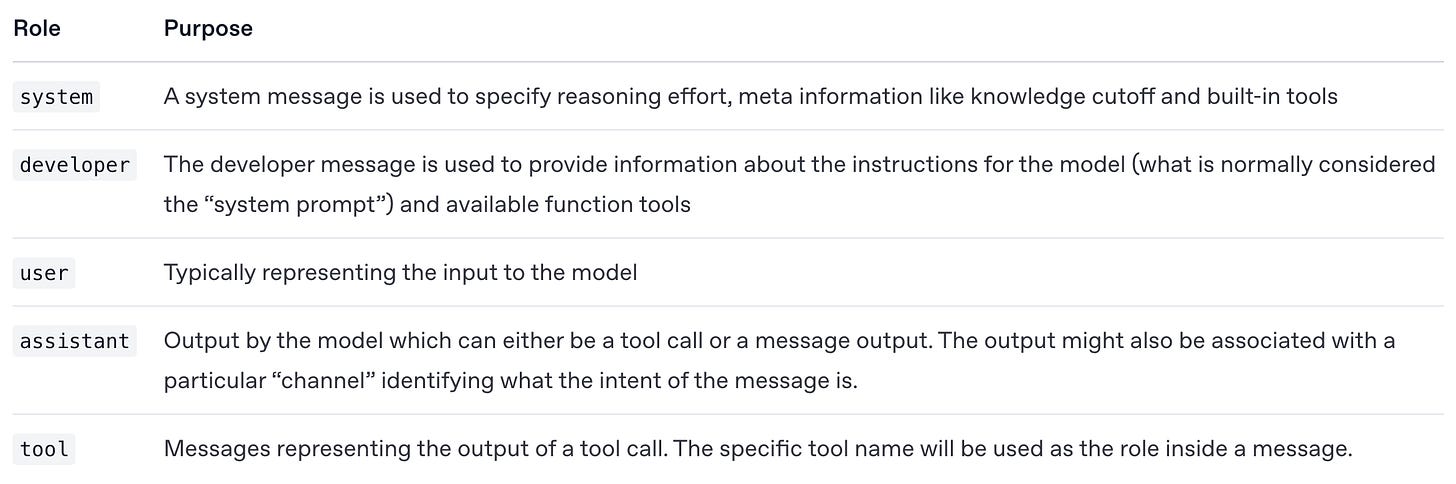 Role Purpose
system A system message is used to specify reasoning effort, meta information like knowledge cutoff and built-in tools
developer The developer message is used to provide information about the instructions for the model (what is normally considered
the “system prompt”) and available function tools
user Typically representing the input to the model
assistant Output by the model which can either be a tool call or a message output. The output might also be associated with a
particular “channel” identifying what the intent of the message is.
tool Messages representing the output of a tool call. The specific tool name will be used as the role inside a message.